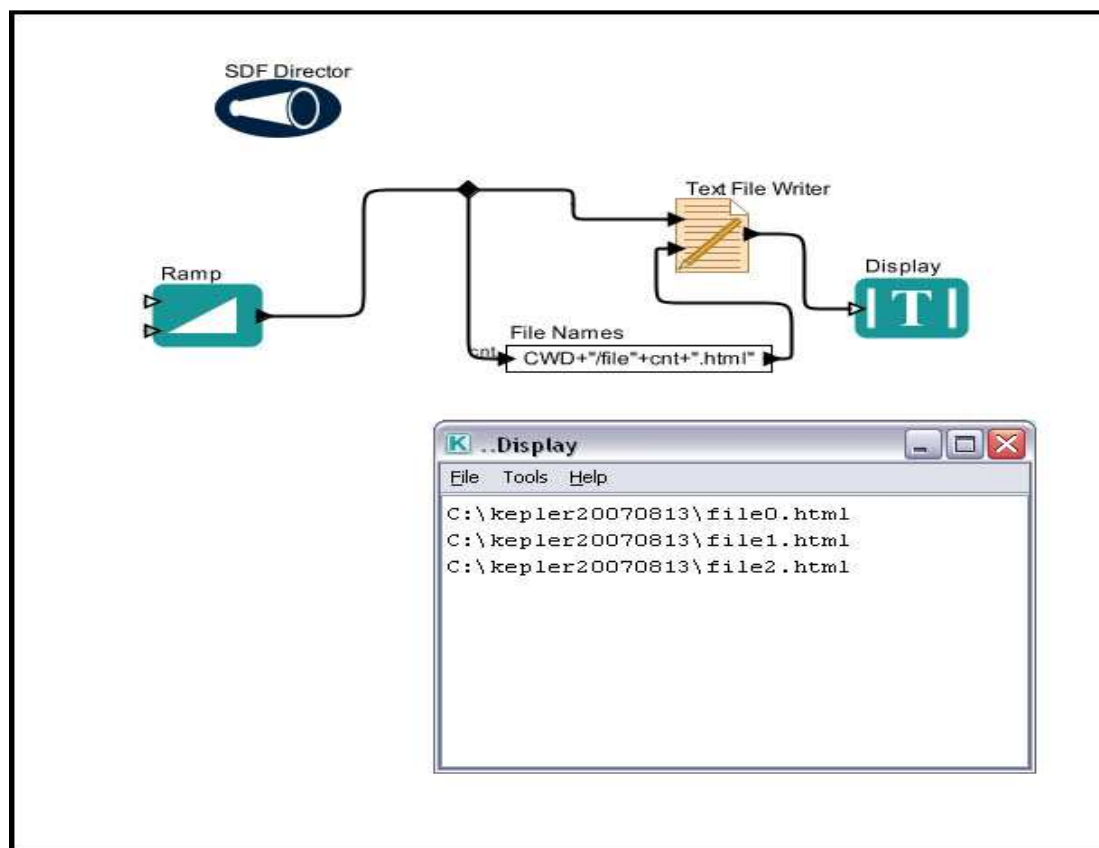 SDF Director
Text File Writer
Ramp
Display
File Names
cnt
CWD+"/file"+cnt+".html"
T
K ..Display
File Tools Help
C:\kepler20070813\file0.html
C:\kepler20070813\file1.html
C:\kepler20070813\file2.html